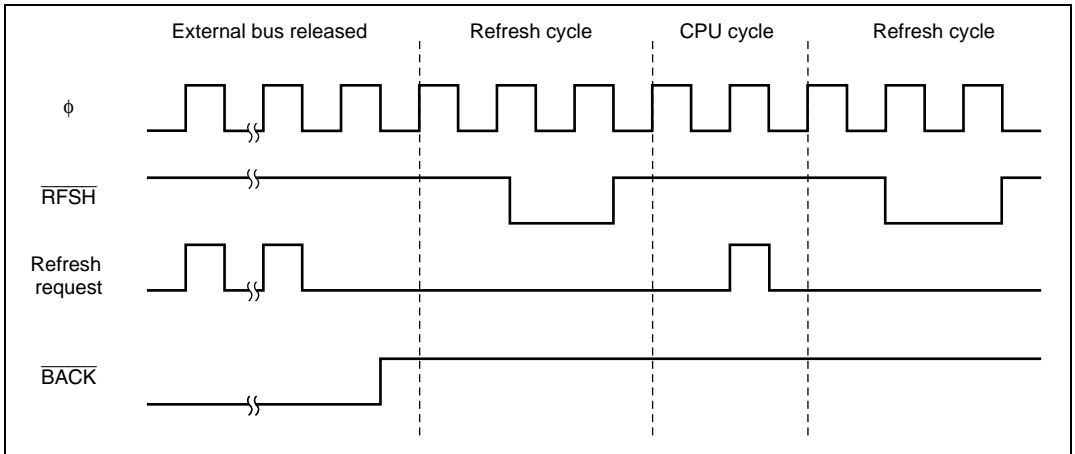 External bus released Refresh cycle CPU cycle Refresh cycle
ϕ
RFSH
Refresh
request
BACK